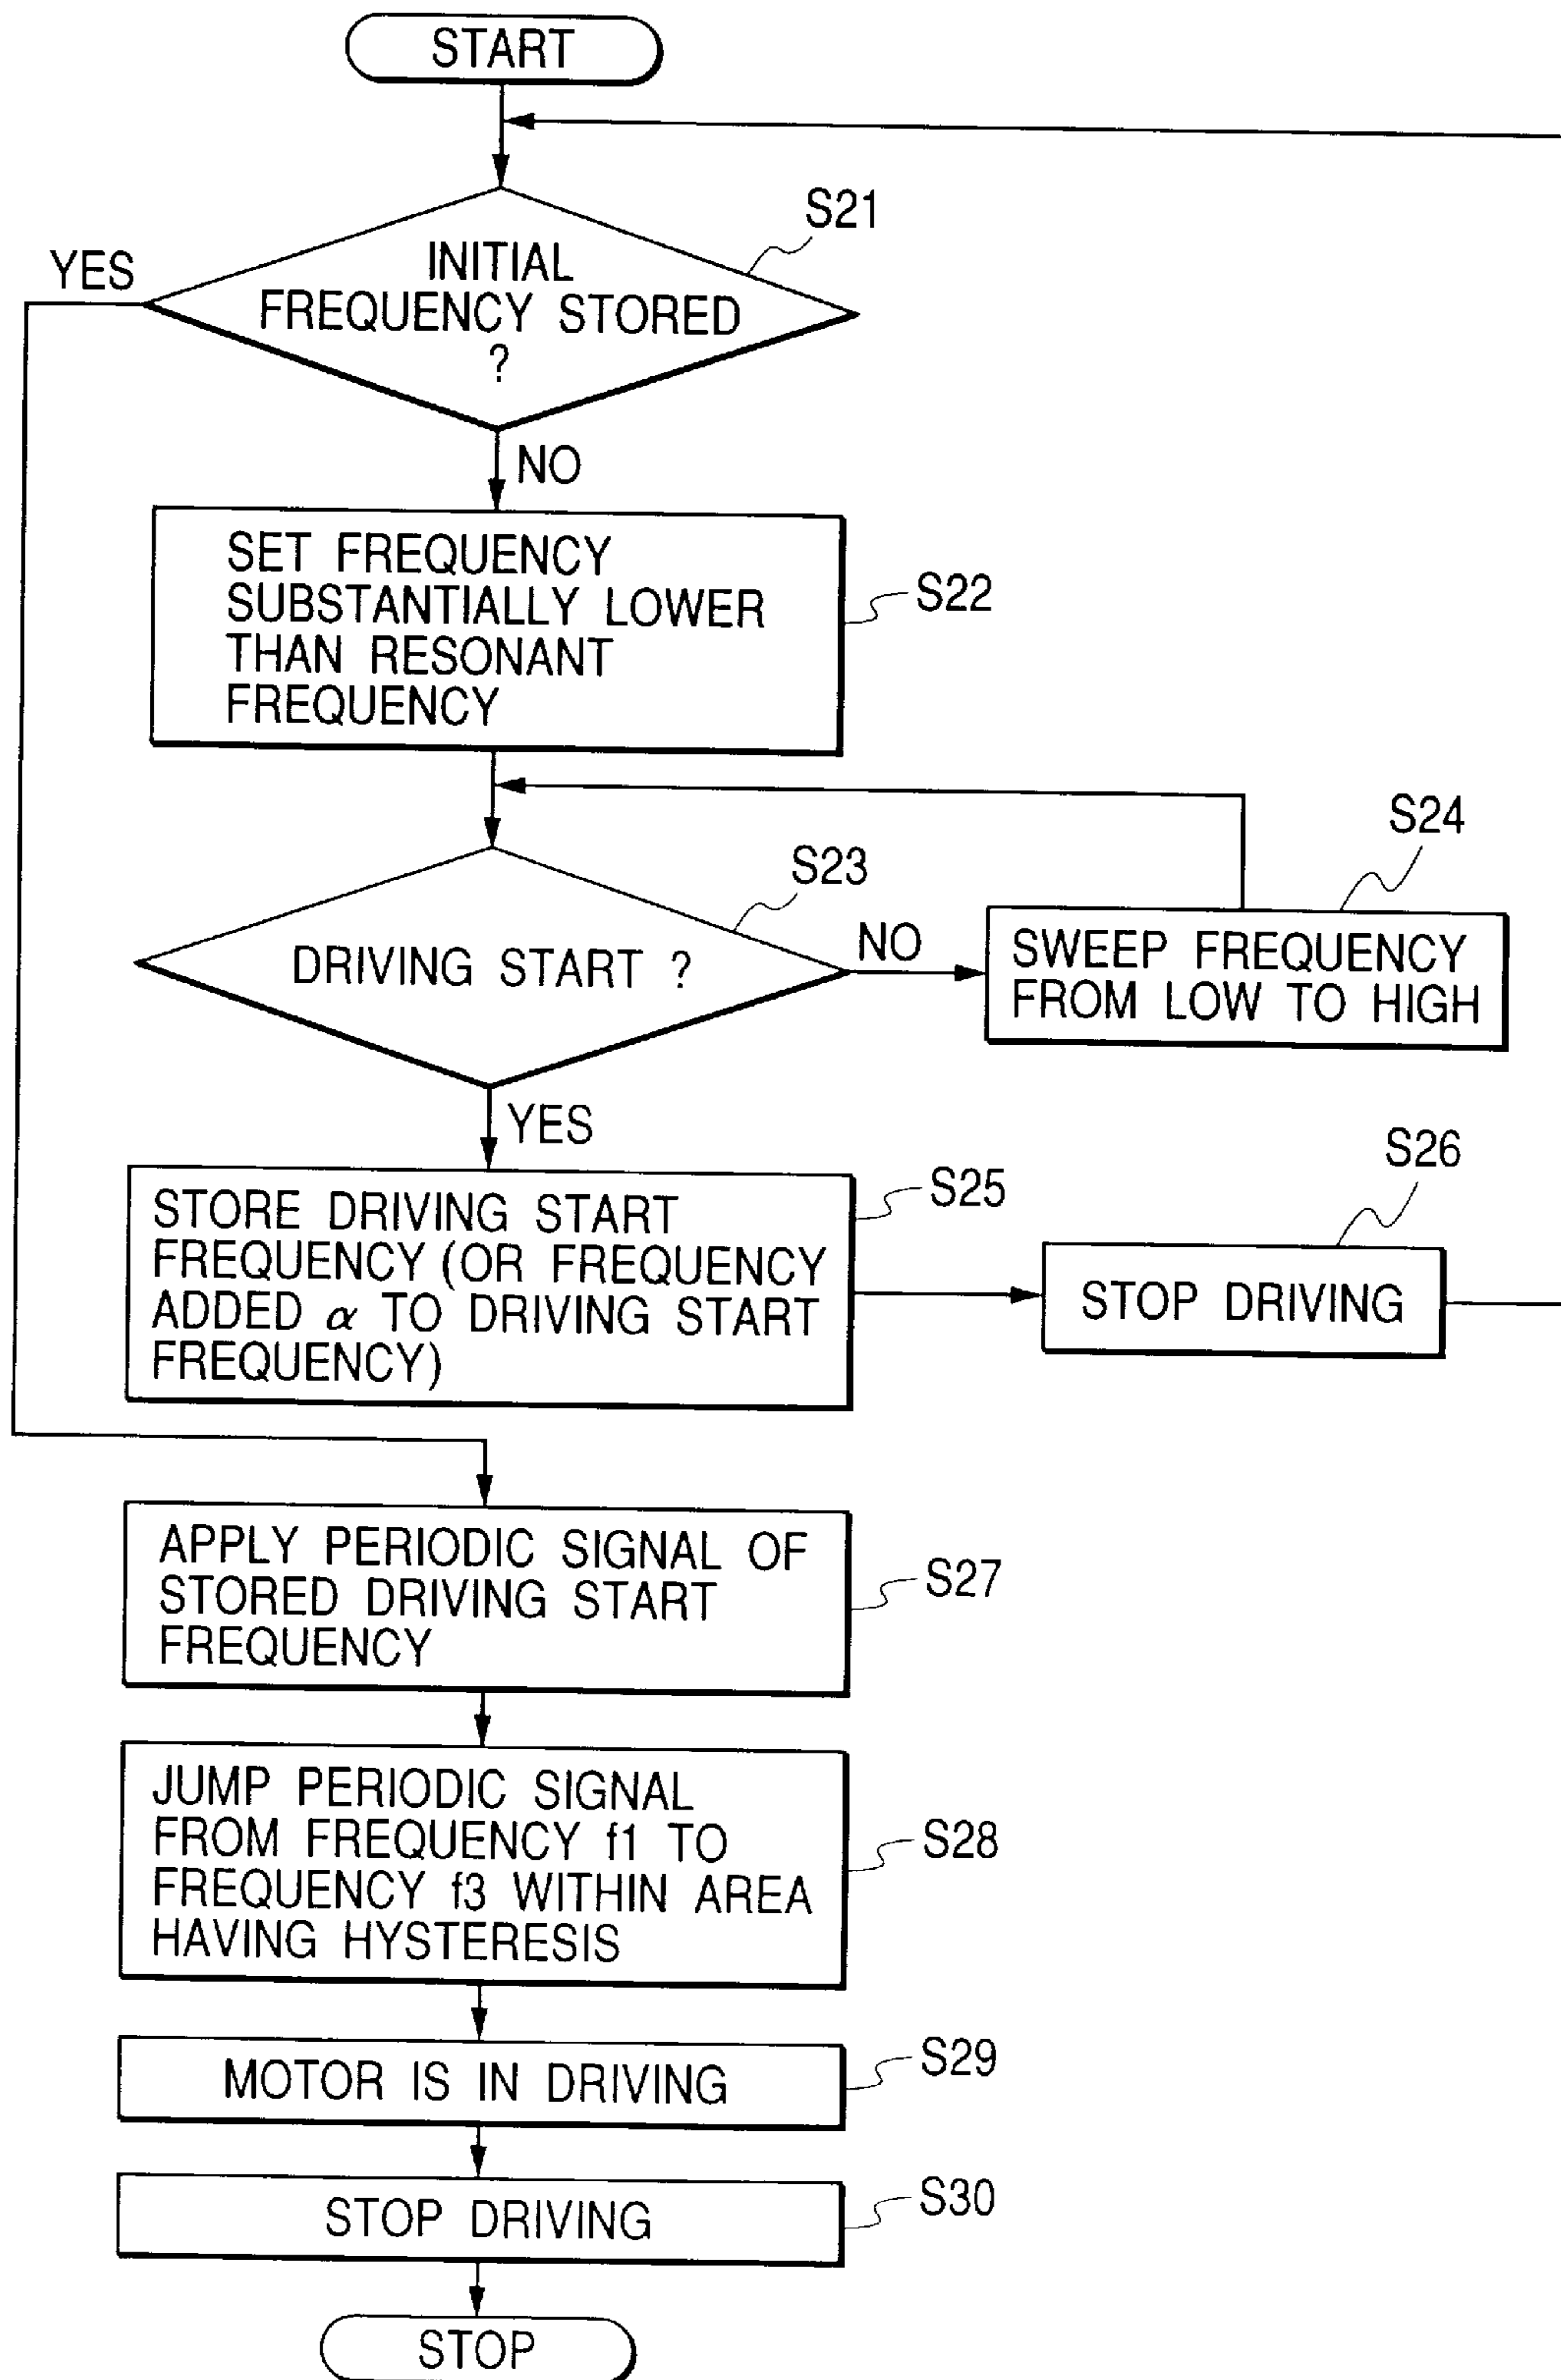 START
S21
YES
INITIAL
FREQUENCY STORED
?
NO
SET FREQUENCY
SUBSTANTIALLY LOWER
THAN RESONANT
FREQUENCY
S22
S24
S23
DRIVING START ?
NO
SWEEP FREQUENCY
FROM LOW TO HIGH
YES
S26
S25
STORE DRIVING START
FREQUENCY (OR FREQUENCY
ADDED α TO DRIVING START
FREQUENCY)
STOP DRIVING
APPLY PERIODIC SIGNAL OF
STORED DRIVING START
FREQUENCY
S27
JUMP PERIODIC SIGNAL
FROM FREQUENCY f1 TO
FREQUENCY f3 WITHIN AREA
HAVING HYSTERESIS
S28
MOTOR IS IN DRIVING
S29
STOP DRIVING
S30
STOP